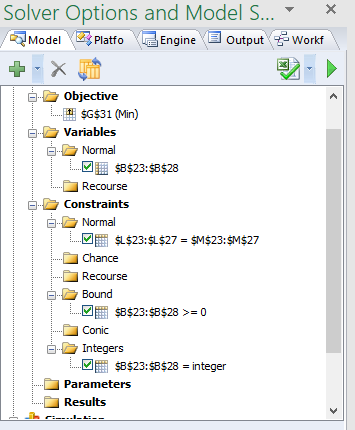 Solver Options and Model S...
Model Platfo Engine Output Workf
Objective
$G$31 (Min)
Variables
Normal
$B$23:$B$28
Recourse
Constraints
Normal
$L$23:$L$27 = $M$23:$M$27
Chance
Recourse
Bound
$B$23:$B$28 >= 0
Conic
Integers
$B$23:$B$28 = integer
Parameters
Results
Simulation